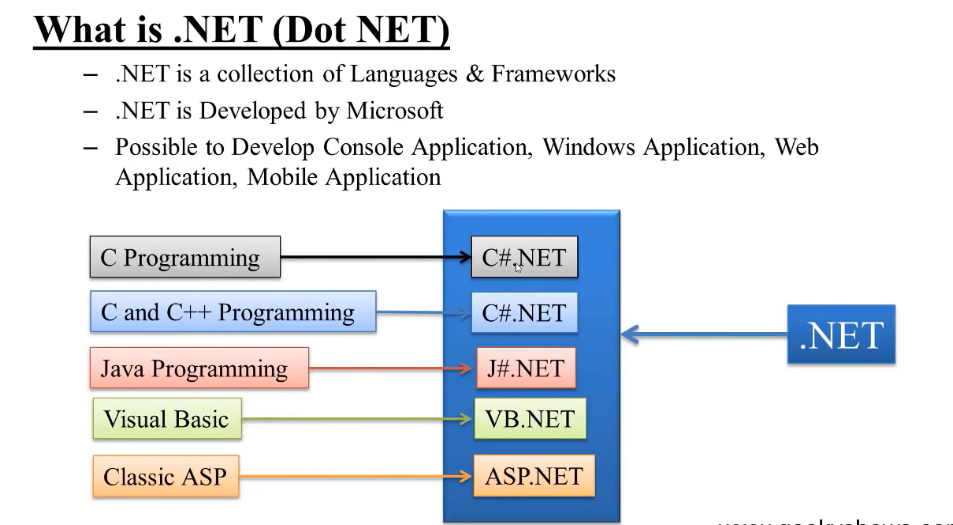 What is .NET (Dot NET)
– .NET is a collection of Languages & Frameworks
– .NET is Developed by Microsoft
– Possible to Develop Console Application, Windows Application, Web
Application, Mobile Application
C Programming
C#.NET
C and C++ Programming
C#.NET
.NET
Java Programming
J#.NET
Visual Basic
VB.NET
Classic ASP
ASP.NET